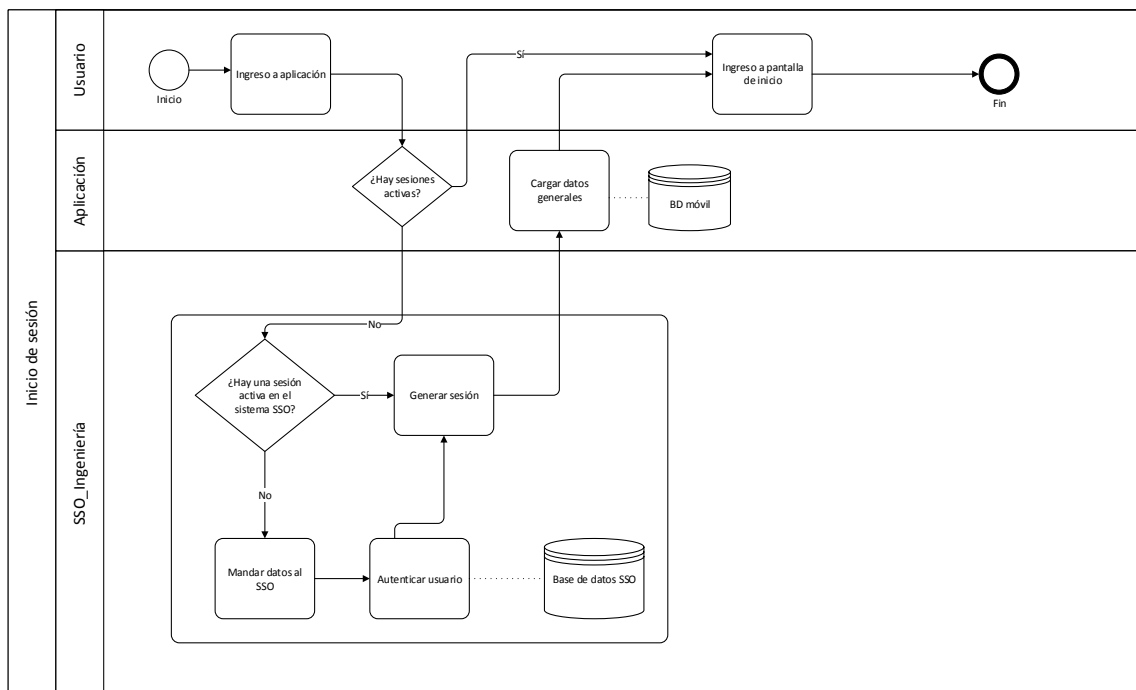 Inicio de sesión
Usuario
Inicio
Ingreso a aplicación
Sí
Ingreso a pantalla
de inicio
Fin
Aplicación
¿Hay sesiones
activas?
Cargar datos
generales
BD móvil
SSO_Ingeniería
No
¿Hay una sesión
activa en el
sistema SSO?
Sí
Generar sesión
No
Mandar datos al
SSO
Autenticar usuario
Base de datos SSO